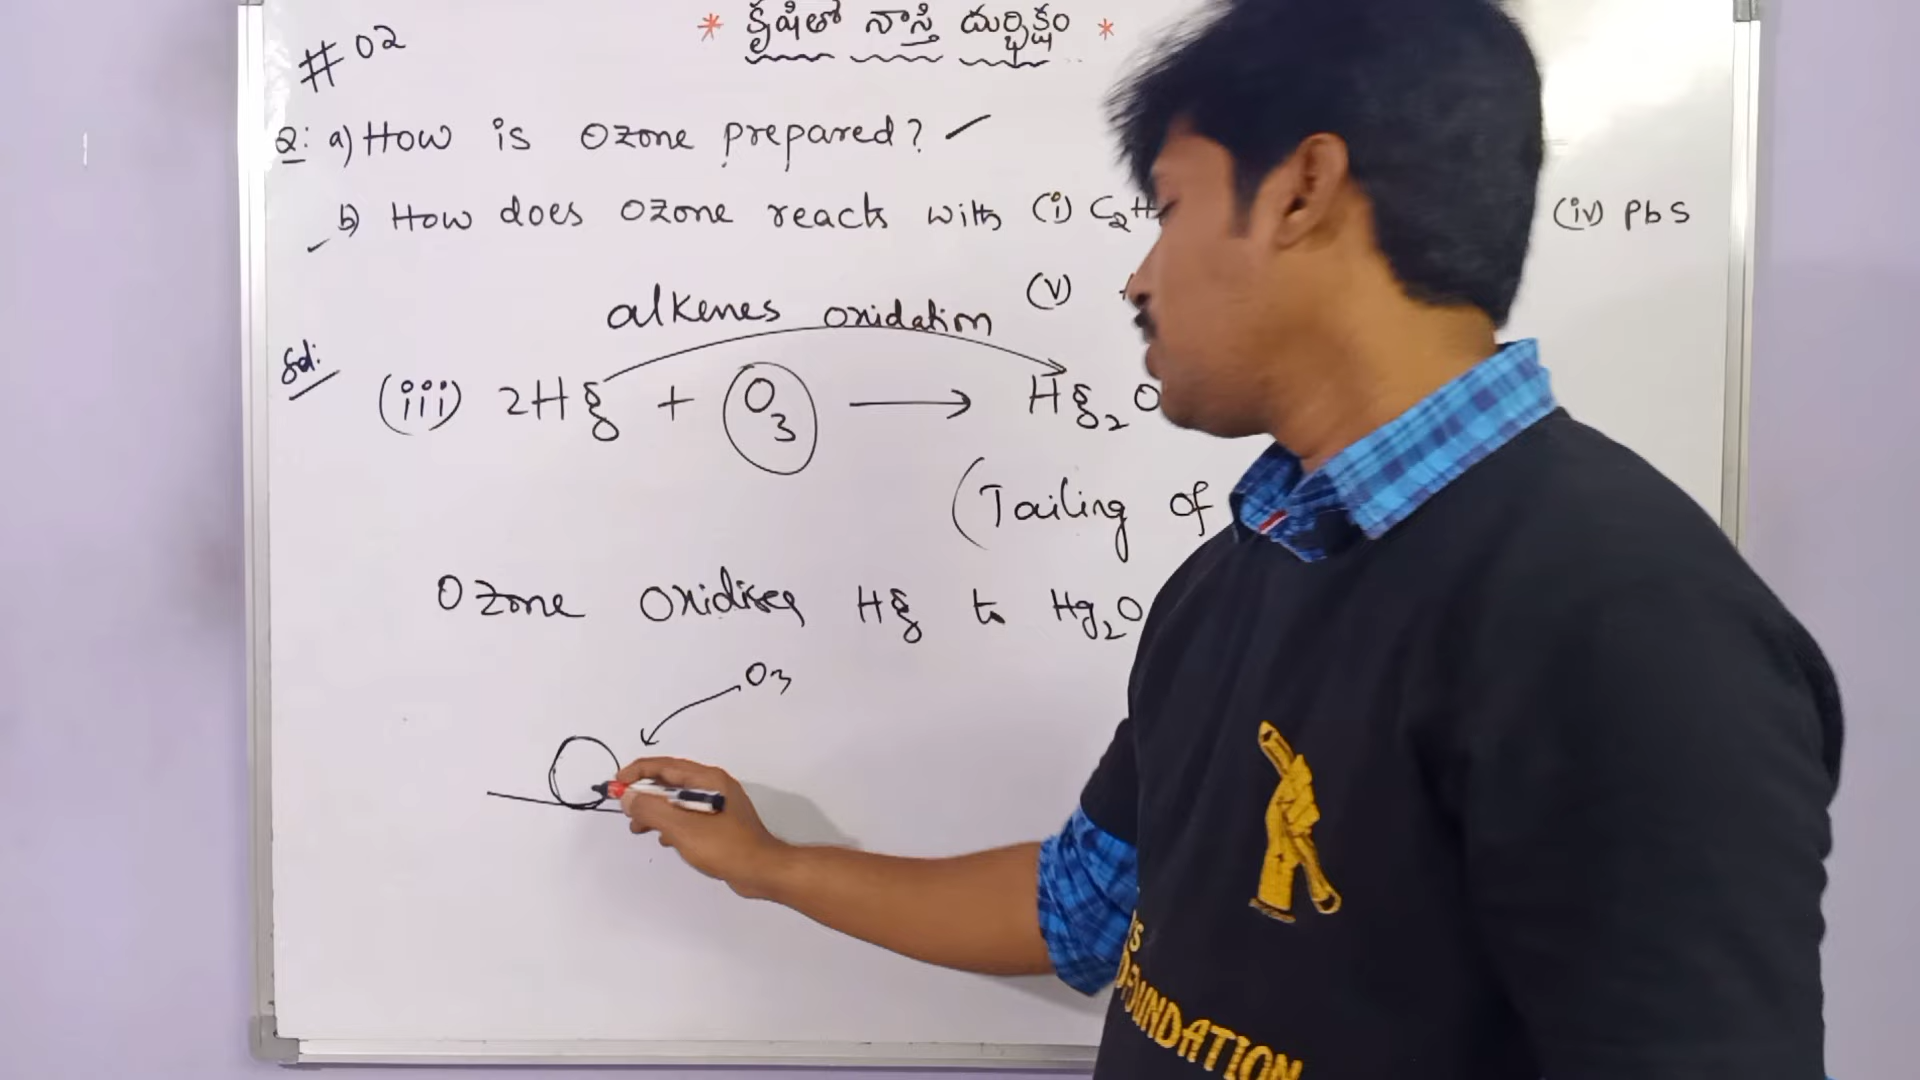 * కృషితో నాస్తి దుర్భిక్షం *
# 02
Q: a) How is Ozone prepared?
b) How does Ozone reacts with (i) C₂H (iv) PbS
(v)
alkenes oxidation
Sol:
(iii) 2Hg + O₃ → Hg₂O
(Tailing of
Ozone Oxidises Hg to Hg₂O
O₃
FOUNDATION